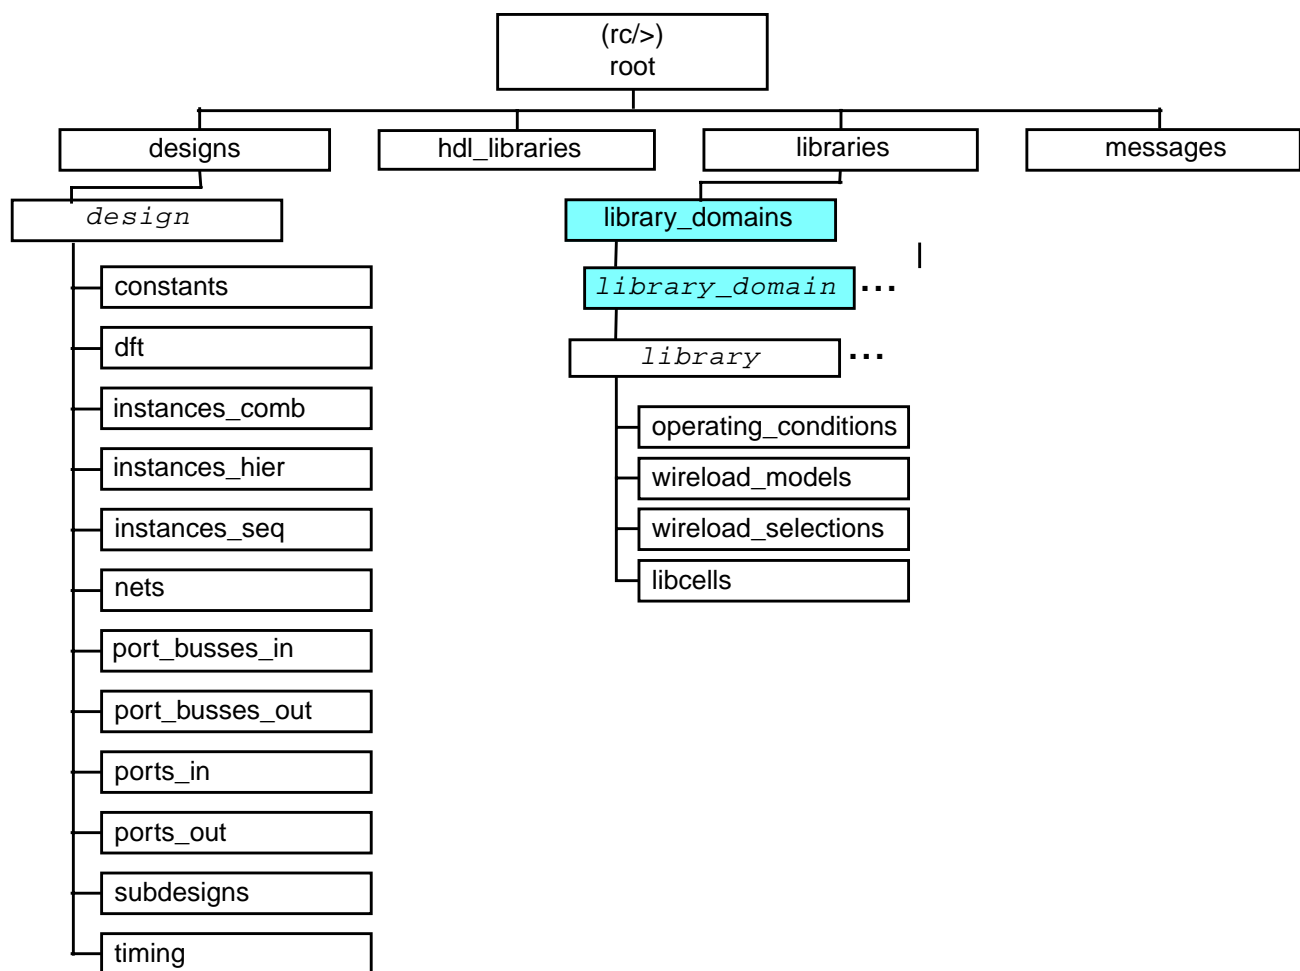 (rc/>)
root
designs
hdl_libraries
libraries
messages
design
library_domains
constants
library_domain ...
dft
library ...
instances_comb
operating_conditions
instances_hier
wireload_models
instances_seq
wireload_selections
nets
libcells
port_busses_in
port_busses_out
ports_in
ports_out
subdesigns
timing